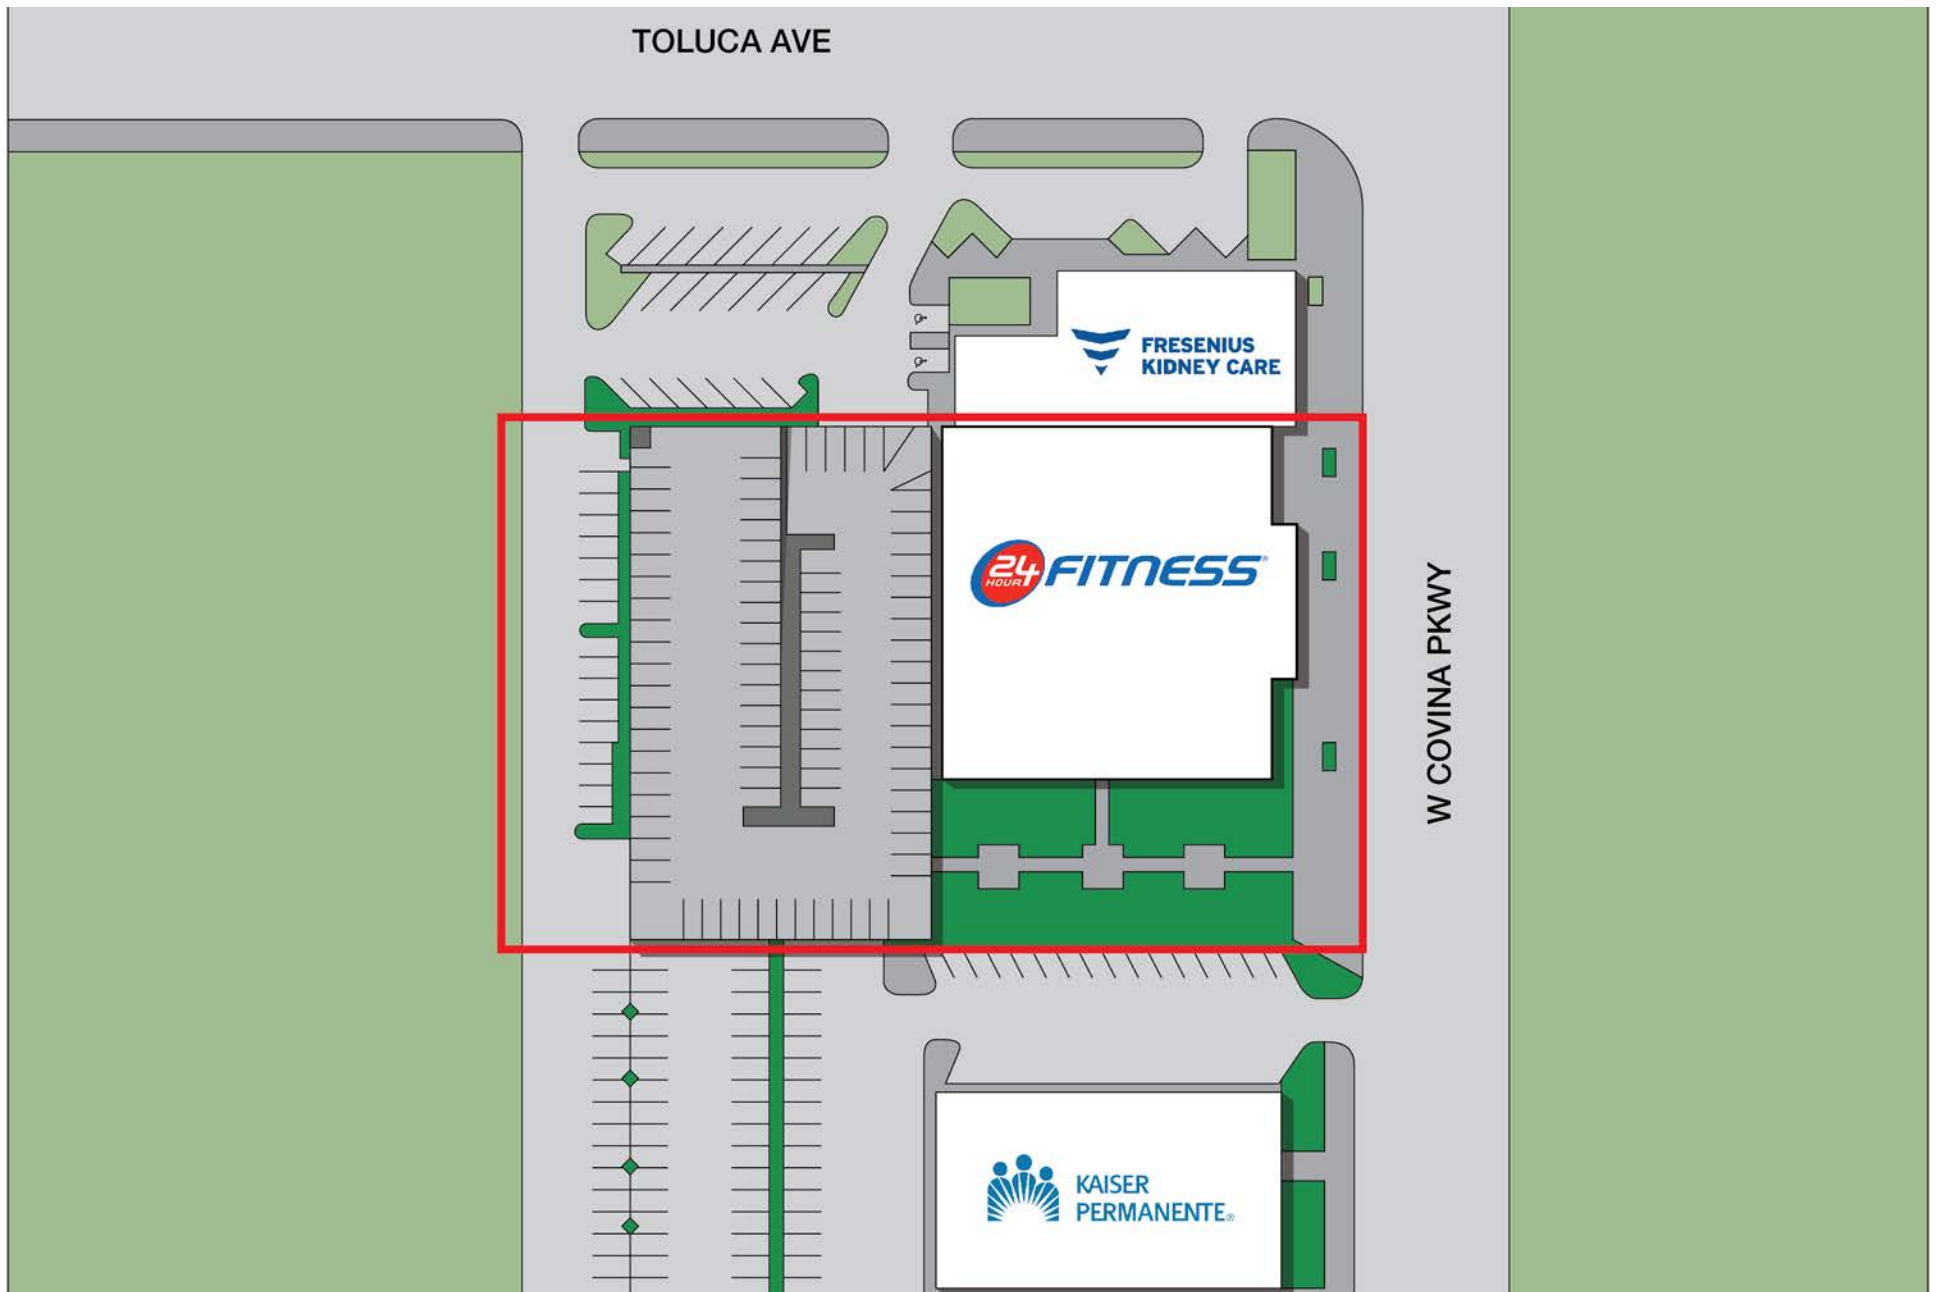 TOLUCA AVE
FRESENIUS
KIDNEY CARE
24
HOUR
FITNESS®
W COVINA PKWY
KAISER
PERMANENTE®